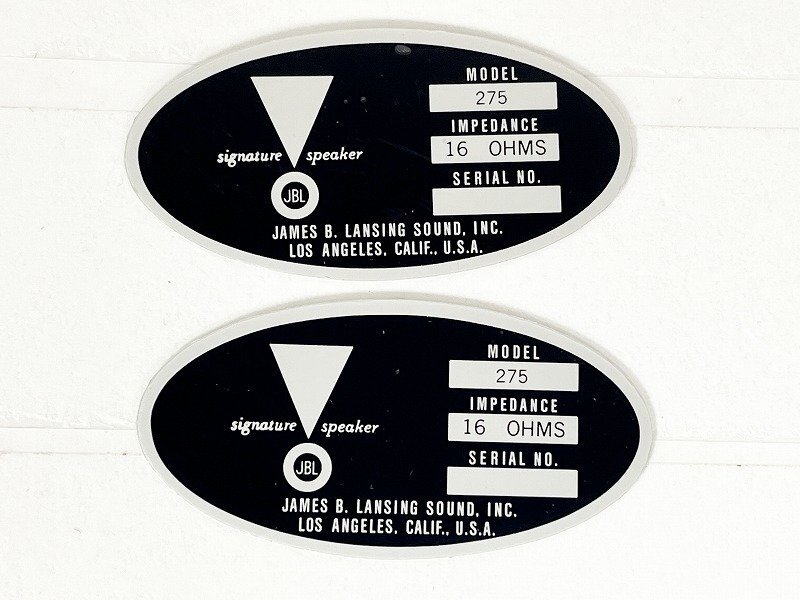 MODEL
275
IMPEDANCE
16 OHMS
signature speaker
SERIAL NO.
JBL
JAMES B. LANSING SOUND, INC.
LOS ANGELES, CALIF., U.S.A.
MODEL
275
IMPEDANCE
16 OHMS
signature speaker
SERIAL NO.
JBL
JAMES B. LANSING SOUND, INC.
LOS ANGELES, CALIF., U.S.A.